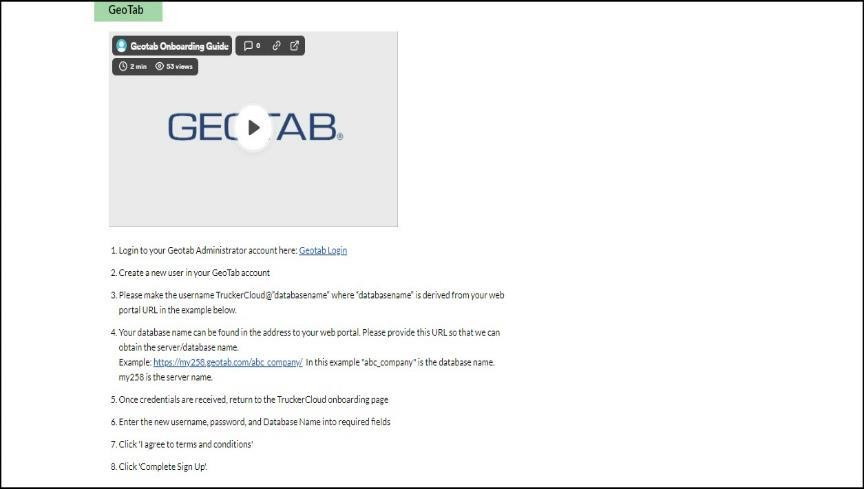 GeoTab
Geotab Onboarding Guide 0
2 min 53 views
GEOTAB®
1. Login to your Geotab Administrator account here: Geotab Login
2. Create a new user in your GeoTab account
3. Please make the username TruckerCloud@"databasename" where "databasename" is derived from your web
portal URL in the example below.
4. Your database name can be found in the address to your web portal. Please provide this URL so that we can
obtain the server/database name.
Example: https://my258.geotab.com/abc_company/ In this example "abc_company" is the database name.
my258 is the server name.
5. Once credentials are received, return to the TruckerCloud onboarding page
6. Enter the new username, password, and Database Name into required fields
7. Click 'I agree to terms and conditions'
8. Click 'Complete Sign Up'.